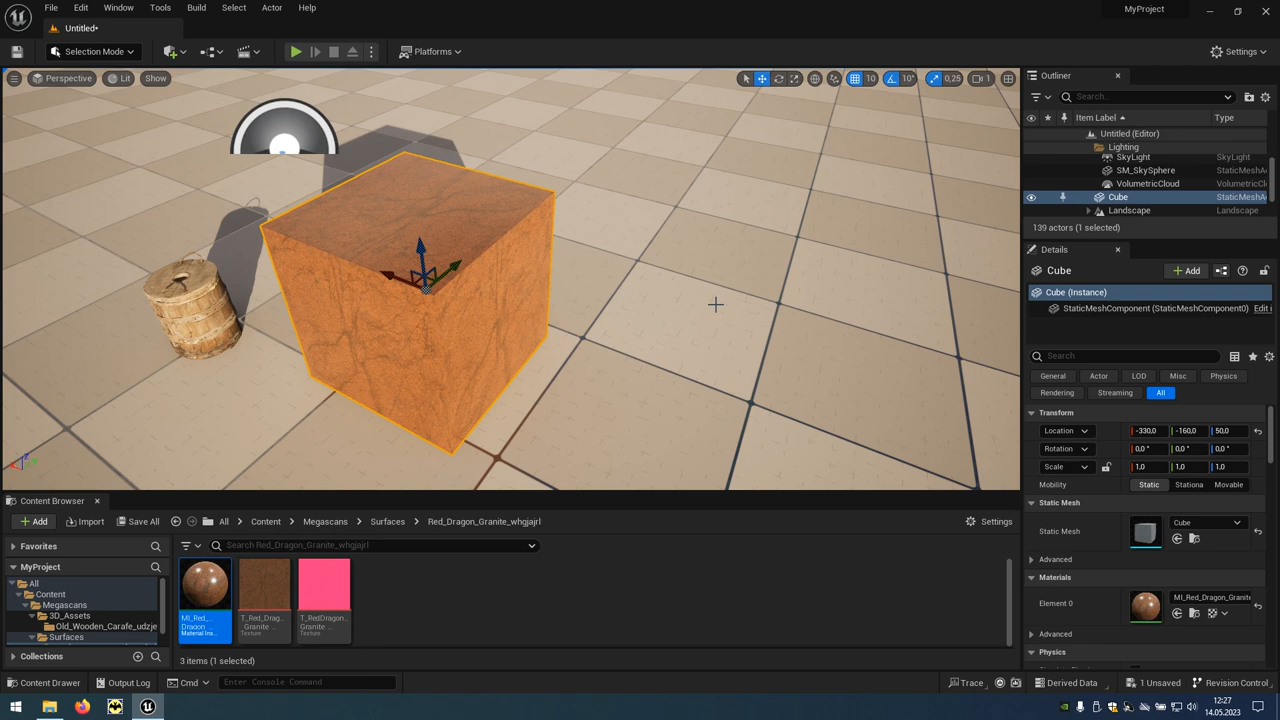 File Edit Window Tools Build Select Actor Help
MyProject
Untitled*
Selection Mode
Platforms
Settings
Perspective Lit Show
10 10° 0,25 1
Outliner
Search...
Item Label Type
Untitled (Editor)
Lighting
SkyLight SkyLight
SM_SkySphere StaticMeshA
VolumetricCloud VolumetricCl
Cube StaticMeshA
Landscape Landscape
139 actors (1 selected)
Details
Cube
Add
Cube (Instance)
StaticMeshComponent (StaticMeshComponent0) Edit i
Search
General Actor LOD Misc Physics
Rendering Streaming All
Transform
Location -330,0 -160,0 50,0
Rotation 0,0 ° 0,0 ° 0,0 °
Scale 1,0 1,0 1,0
Mobility Static Stationa Movable
Static Mesh
Static Mesh Cube
Advanced
Materials
Element 0 MI_Red_Dragon_Granite
Advanced
Physics
Content Browser
Add Import Save All All Content Megascans Surfaces Red_Dragon_Granite_whgjajrl Settings
Favorites
Search Red_Dragon_Granite_whgjajrl
MyProject
All
Content
Megascans
3D_Assets
Old_Wooden_Carafe_udzje
Surfaces
Collections
MI_Red_...
Dragon_...
Material Ins...
T_Red_Drag...
Granite_...
Texture
T_RedDragon...
Granite_...
Texture
3 items (1 selected)
Content Drawer Output Log Cmd Enter Console Command Trace Derived Data 1 Unsaved Revision Control
12:27
14.05.2023